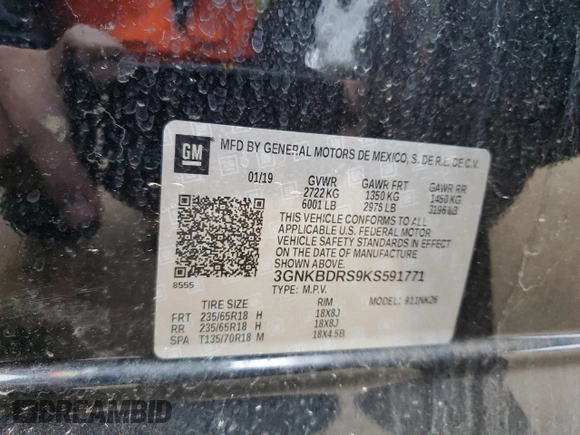 GM
MFD BY GENERAL MOTORS DE MEXICO, S. DE R.L. DE C.V.
01/19 GVWR GAWR FRT GAWR RR
2722 KG 1350 KG 1450 KG
6001 LB 2975 LB 3196 LB
THIS VEHICLE CONFORMS TO ALL
APPLICABLE U.S. FEDERAL MOTOR
VEHICLE SAFETY STANDARDS IN EFFECT
ON THE DATE OF MANUFACTURE
SHOWN ABOVE.
3GNKBDRS9KS591771
8555 TYPE: M.P.V.
MODEL: 911NK26
TIRE SIZE RIM
FRT 235/65R18 H 18X8J
RR 235/65R18 H 18X8J
SPA T135/70R18 M 18X4.5B
DREAMBID